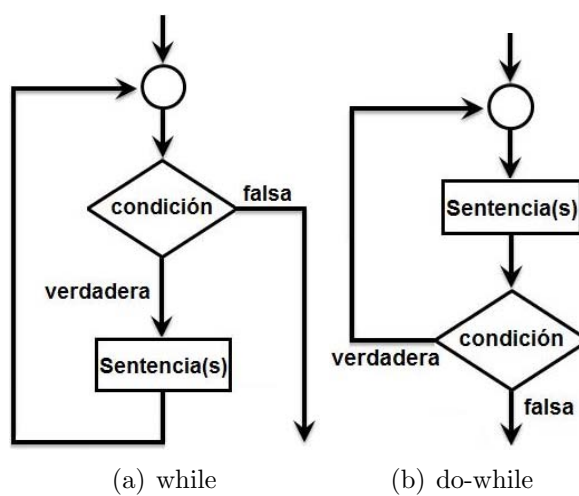 condición
falsa
verdadera
Sentencia(s)
(a) while
Sentencia(s)
condición
verdadera
falsa
(b) do-while